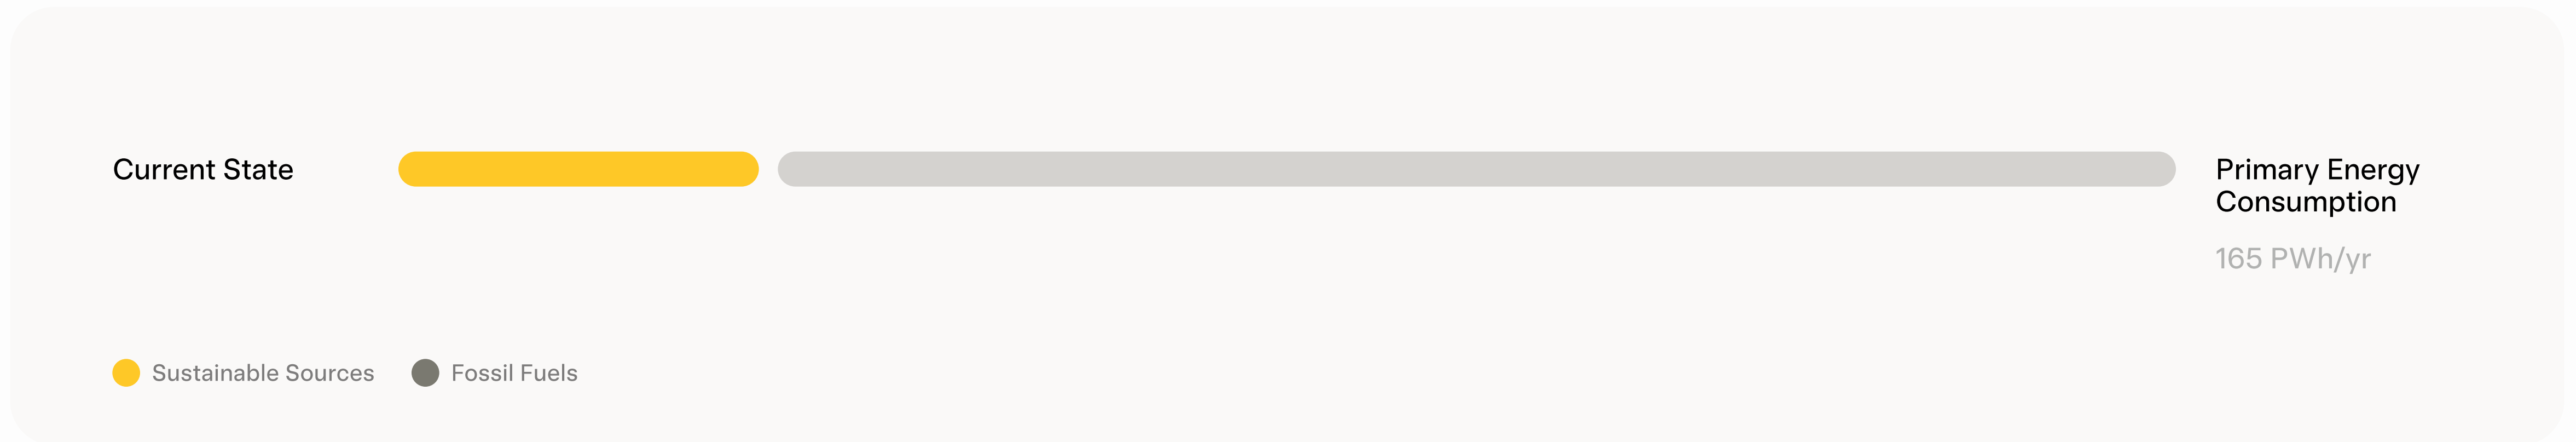 Current State
Primary Energy
Consumption
165 PWh/yr
Sustainable Sources
Fossil Fuels